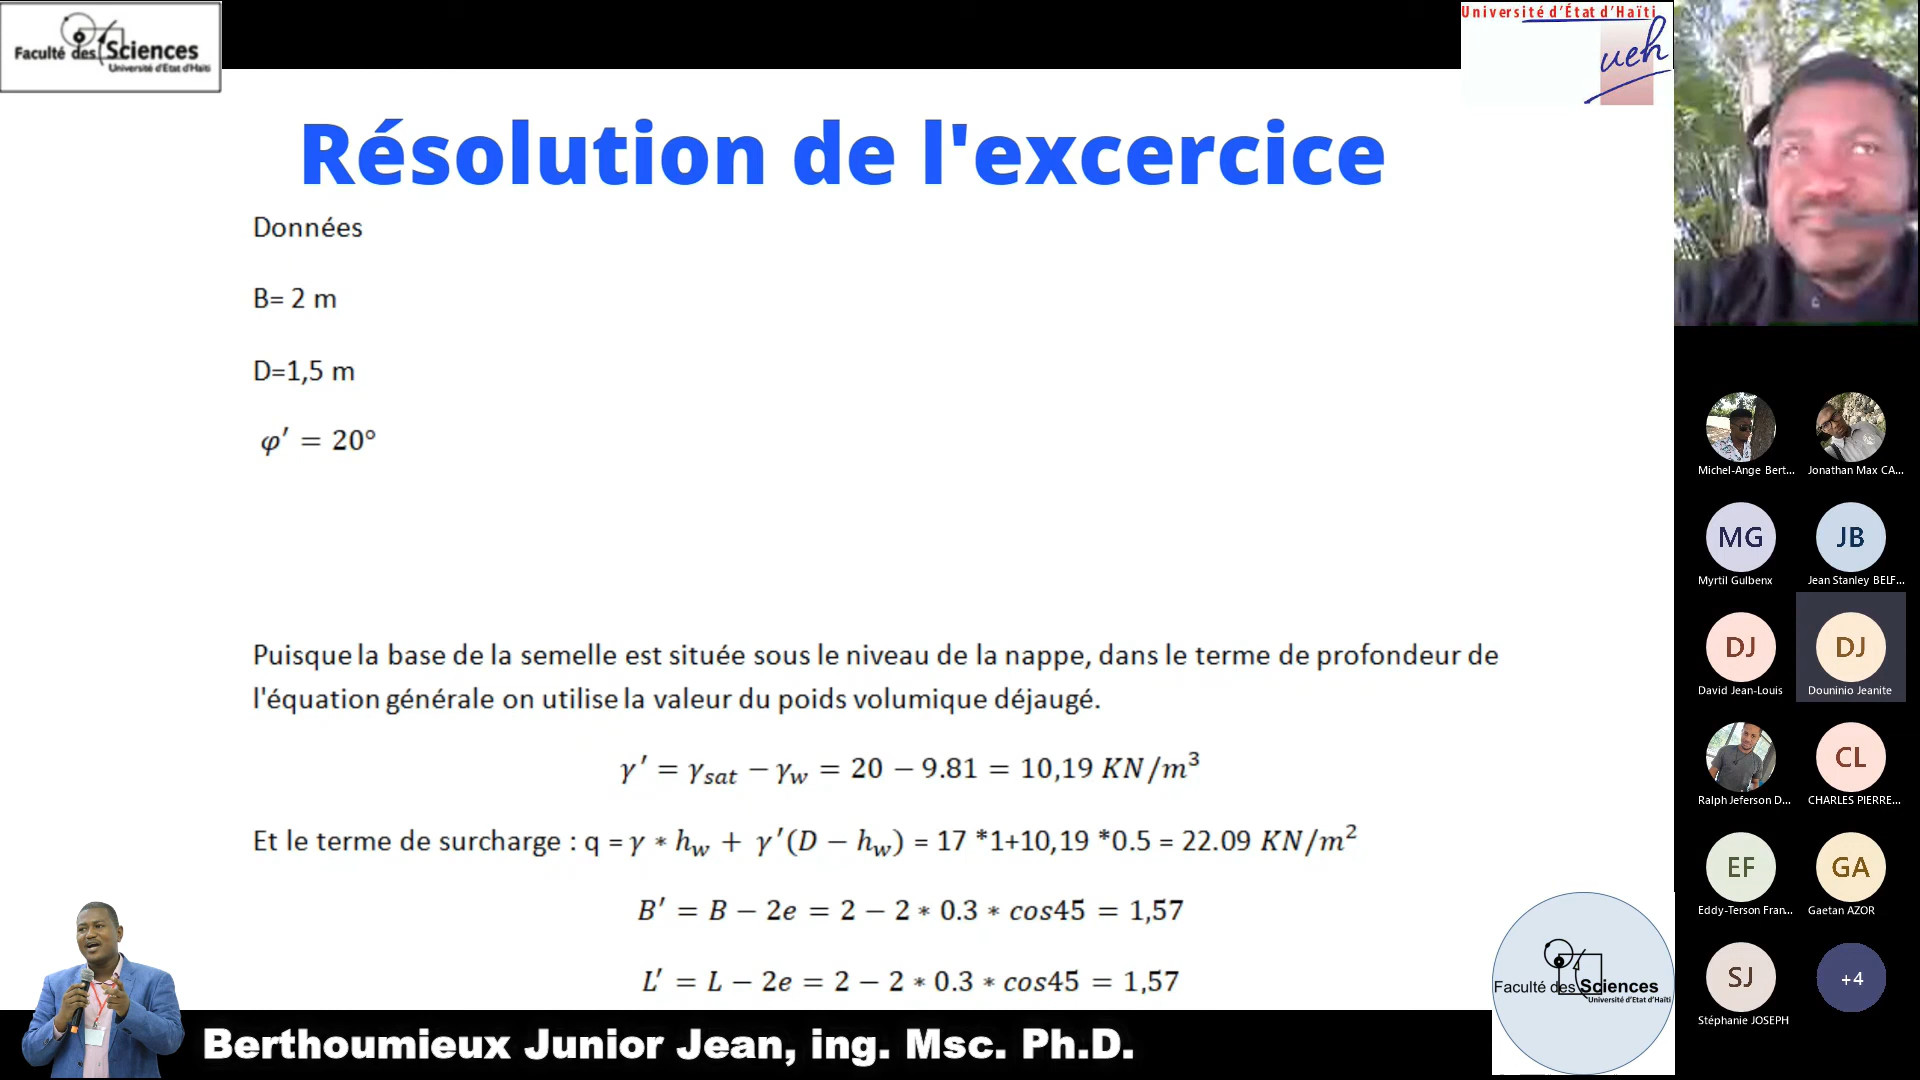 Faculté des Sciences
Université d'Etat d'Haïti
Université d'État d'Haïti
ueh
Résolution de l'excercice
Données
B= 2 m
D=1,5 m
φ′ = 20°
Puisque la base de la semelle est située sous le niveau de la nappe, dans le terme de profondeur de
l'équation générale on utilise la valeur du poids volumique déjaugé.
γ′ = γsat − γw = 20 − 9.81 = 10,19 KN/m³
Et le terme de surcharge : q = γ * hw + γ′(D − hw) = 17 *1+10,19 *0.5 = 22.09 KN/m²
B′ = B − 2e = 2 − 2 * 0.3 * cos45 = 1,57
L′ = L − 2e = 2 − 2 * 0.3 * cos45 = 1,57
Faculté des Sciences
Université d'Etat d'Haïti
Berthoumieux Junior Jean, ing. Msc. Ph.D.
Michel-Ange Bert...
Jonathan Max CA...
MG
JB
Myrtil Gulbenx
Jean Stanley BELF...
DJ
DJ
David Jean-Louis
Douninio Jeanite
CL
Ralph Jeferson D...
CHARLES PIERRE...
EF
GA
Eddy-Terson Fran...
Gaetan AZOR
SJ
+4
Stéphanie JOSEPH